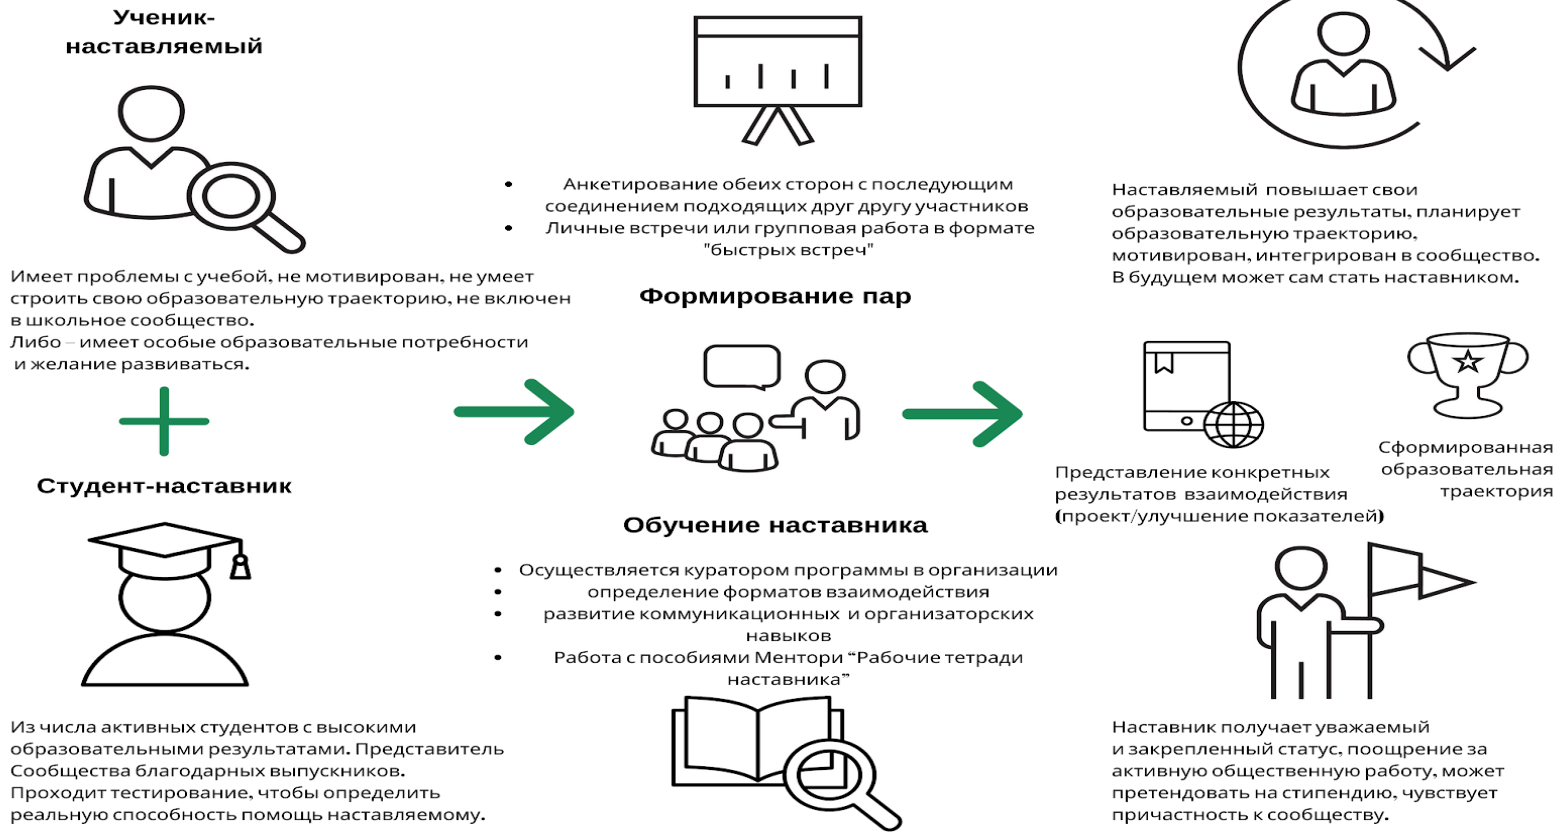 Ученик-
наставляемый
Имеет проблемы с учебой, не мотивирован, не умеет
строить свою образовательную траекторию, не включен
в школьное сообщество.
Либо – имеет особые образовательные потребности
и желание развиваться.
Студент-наставник
Из числа активных студентов с высокими
образовательными результатами. Представитель
Сообщества благодарных выпускников.
Проходит тестирование, чтобы определить
реальную способность помощь наставляемому.
• Анкетирование обеих сторон с последующим
соединением подходящих друг другу участников
• Личные встречи или групповая работа в формате
"быстрых встреч"
Формирование пар
Обучение наставника
• Осуществляется куратором программы в организации
• определение форматов взаимодействия
• развитие коммуникационных и организаторских
навыков
• Работа с пособиями Ментори “Рабочие тетради
наставника”
Наставляемый повышает свои
образовательные результаты, планирует
образовательную траекторию,
мотивирован, интегрирован в сообщество.
В будущем может сам стать наставником.
Представление конкретных
результатов взаимодействия
(проект/улучшение показателей)
Сформированная
образовательная
траектория
Наставник получает уважаемый
и закрепленный статус, поощрение за
активную общественную работу, может
претендовать на стипендию, чувствует
причастность к сообществу.